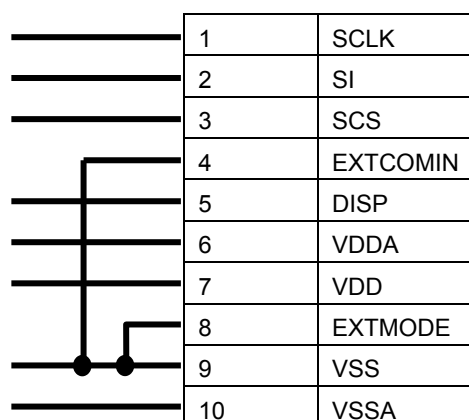 1 SCLK
2 SI
3 SCS
4 EXTCOMIN
5 DISP
6 VDDA
7 VDD
8 EXTMODE
9 VSS
10 VSSA